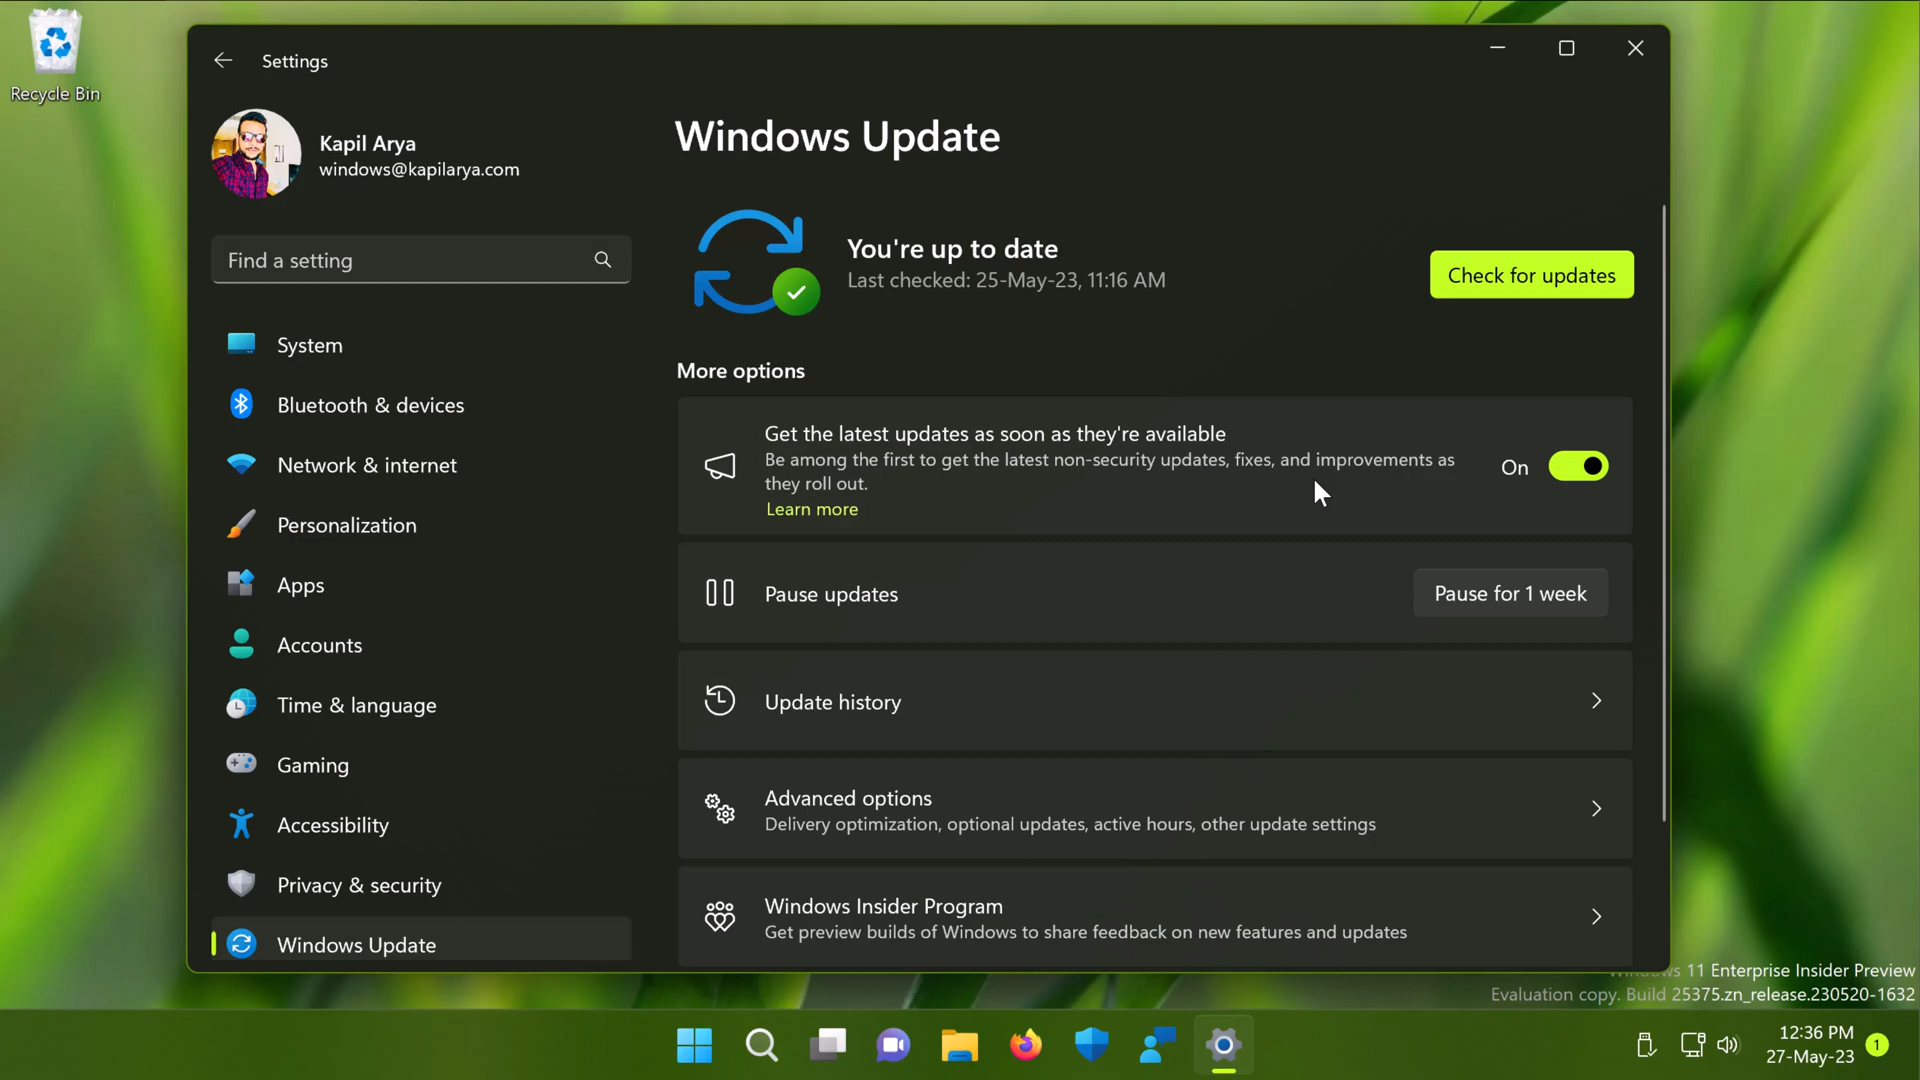 Recycle Bin
Settings
Kapil Arya
windows@kapilarya.com
Find a setting
System
Bluetooth & devices
Network & internet
Personalization
Apps
Accounts
Time & language
Gaming
Accessibility
Privacy & security
Windows Update
Windows Update
You're up to date
Last checked: 25-May-23, 11:16 AM
Check for updates
More options
Get the latest updates as soon as they're available
Be among the first to get the latest non-security updates, fixes, and improvements as
they roll out.
Learn more
On
Pause updates
Pause for 1 week
Update history
Advanced options
Delivery optimization, optional updates, active hours, other update settings
Windows Insider Program
Get preview builds of Windows to share feedback on new features and updates
Windows 11 Enterprise Insider Preview
Evaluation copy. Build 25375.zn_release.230520-1632
12:36 PM
27-May-23
1